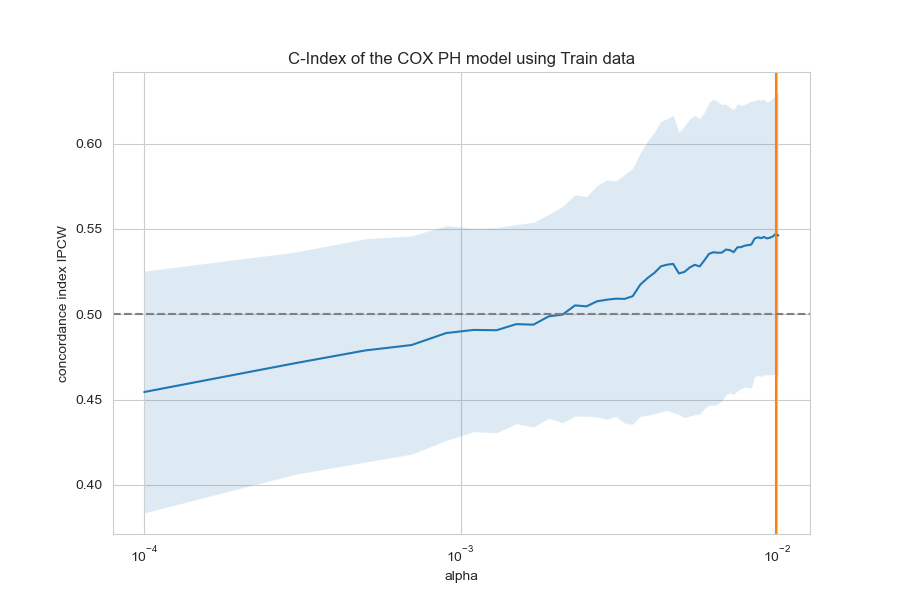 C-Index of the COX PH model using Train data
concordance index IPCW
0.60
0.55
0.50
0.45
0.40
10⁻⁴
10⁻³
10⁻²
alpha